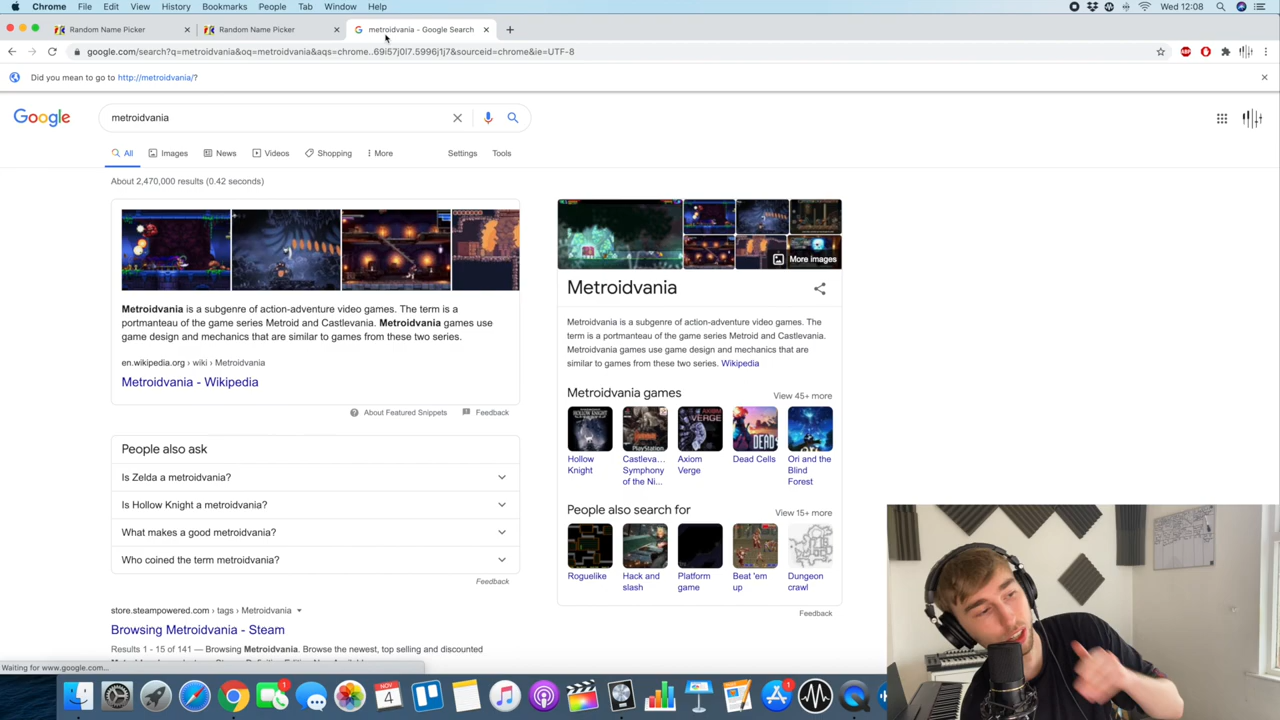 Chrome File Edit View History Bookmarks People Tab Window Help Wed 12:08
Random Name Picker Random Name Picker metroidvania - Google Search
google.com/search?q=metroidvania&oq=metroidvania&aqs=chrome..69i57j0l7.5996j1j7&sourceid=chrome&ie=UTF-8
Did you mean to go to http://metroidvania/?
Google
metroidvania
All Images News Videos Shopping More Settings Tools
About 2,470,000 results (0.42 seconds)
Metroidvania is a subgenre of action-adventure video games. The term is a
portmanteau of the game series Metroid and Castlevania. Metroidvania games use
game design and mechanics that are similar to games from these two series.
en.wikipedia.org › wiki › Metroidvania
Metroidvania - Wikipedia
About Featured Snippets Feedback
People also ask
Is Zelda a metroidvania?
Is Hollow Knight a metroidvania?
What makes a good metroidvania?
Who coined the term metroidvania?
Feedback
store.steampowered.com › tags › Metroidvania
Browsing Metroidvania - Steam
Results 1 - 15 of 141 — Browsing Metroidvania. Browse the newest, top selling and discounted
Waiting for www.google.com...
More images
Metroidvania
Metroidvania is a subgenre of action-adventure video games. The
term is a portmanteau of the game series Metroid and Castlevania.
Metroidvania games use game design and mechanics that are
similar to games from these two series. Wikipedia
Metroidvania games View 45+ more
Hollow
Knight
Castleva...
Symphony
of the Ni...
Axiom
Verge
Dead Cells
Ori and the
Blind
Forest
People also search for View 15+ more
Roguelike
Hack and
slash
Platform
game
Beat 'em
up
Dungeon
crawl
Feedback
NOV
4
1
1